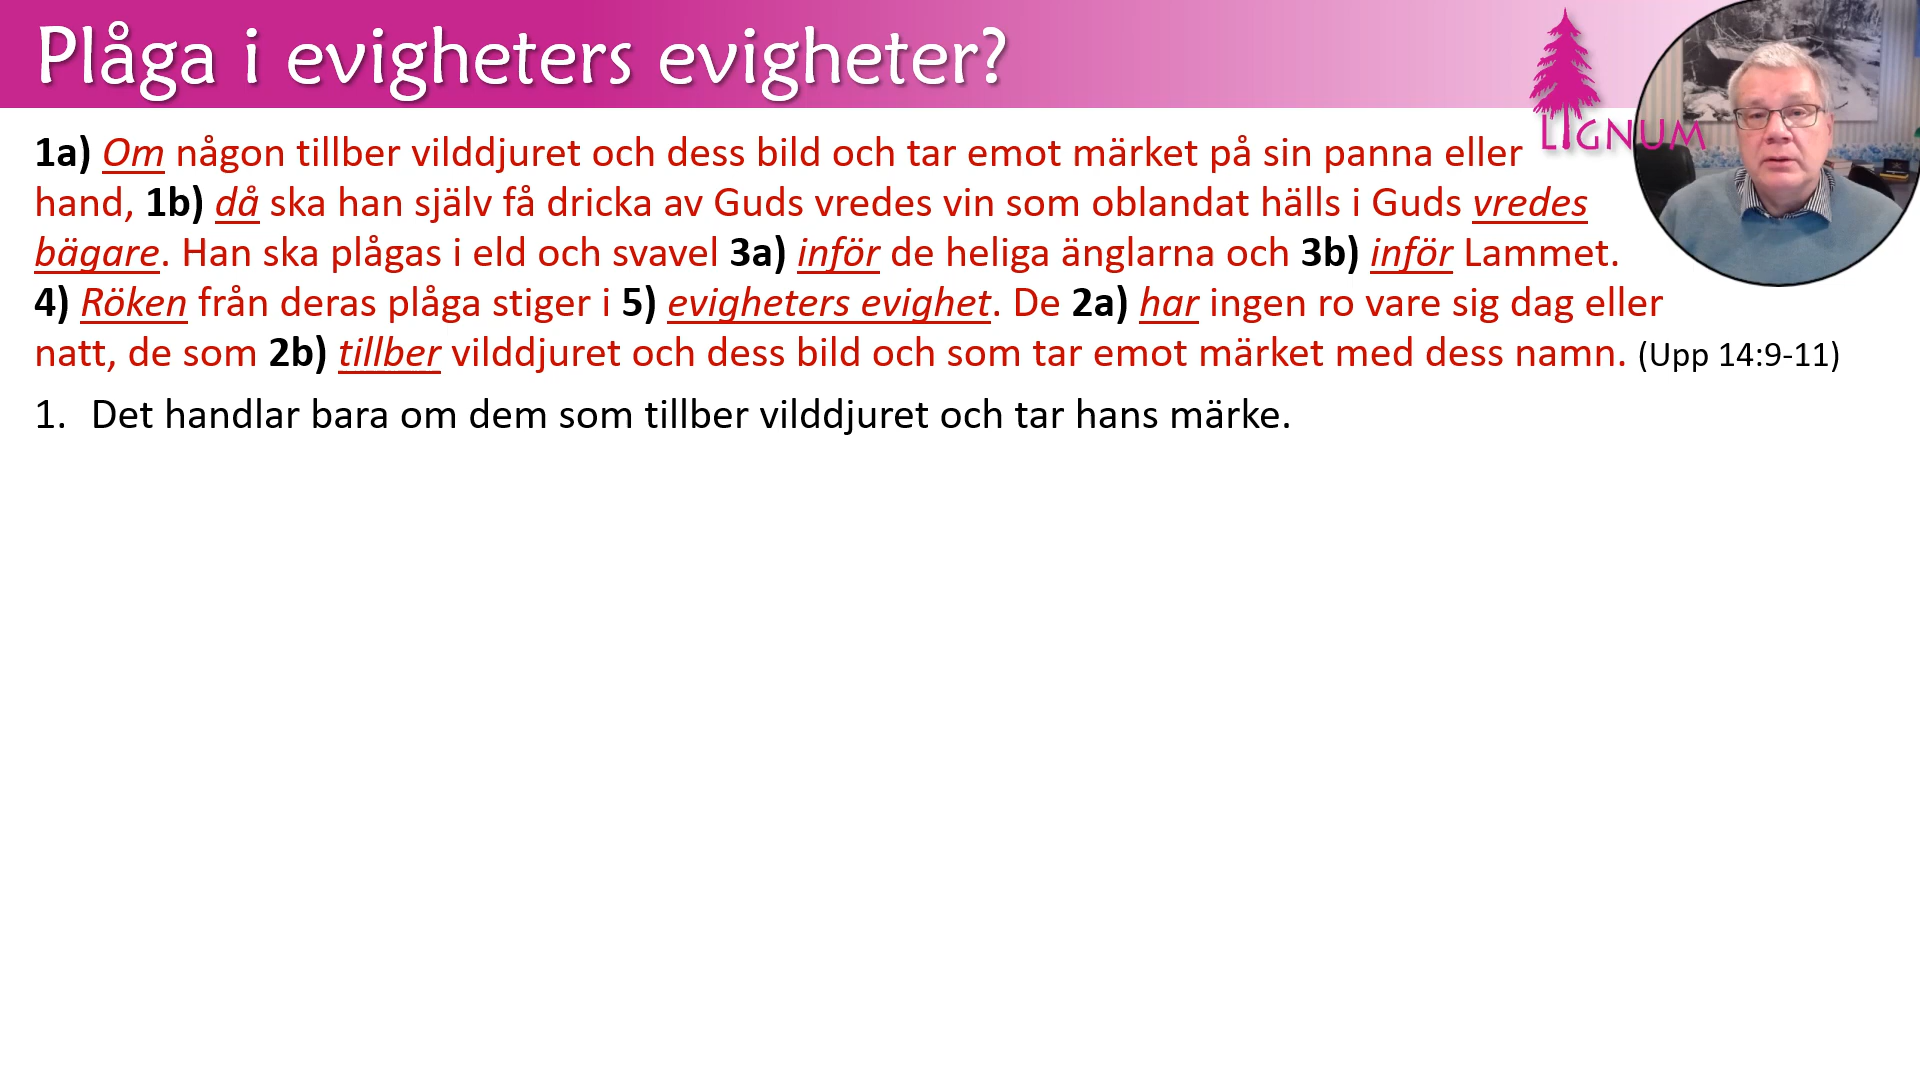 Plåga i evigheters evigheter?
LIGNUM
1a) Om någon tillber vilddjuret och dess bild och tar emot märket på sin panna eller
hand, 1b) då ska han själv få dricka av Guds vredes vin som oblandat hälls i Guds vredes
bägare. Han ska plågas i eld och svavel 3a) inför de heliga änglarna och 3b) inför Lammet.
4) Röken från deras plåga stiger i 5) evigheters evighet. De 2a) har ingen ro vare sig dag eller
natt, de som 2b) tillber vilddjuret och dess bild och som tar emot märket med dess namn. (Upp 14:9-11)
1. Det handlar bara om dem som tillber vilddjuret och tar hans märke.